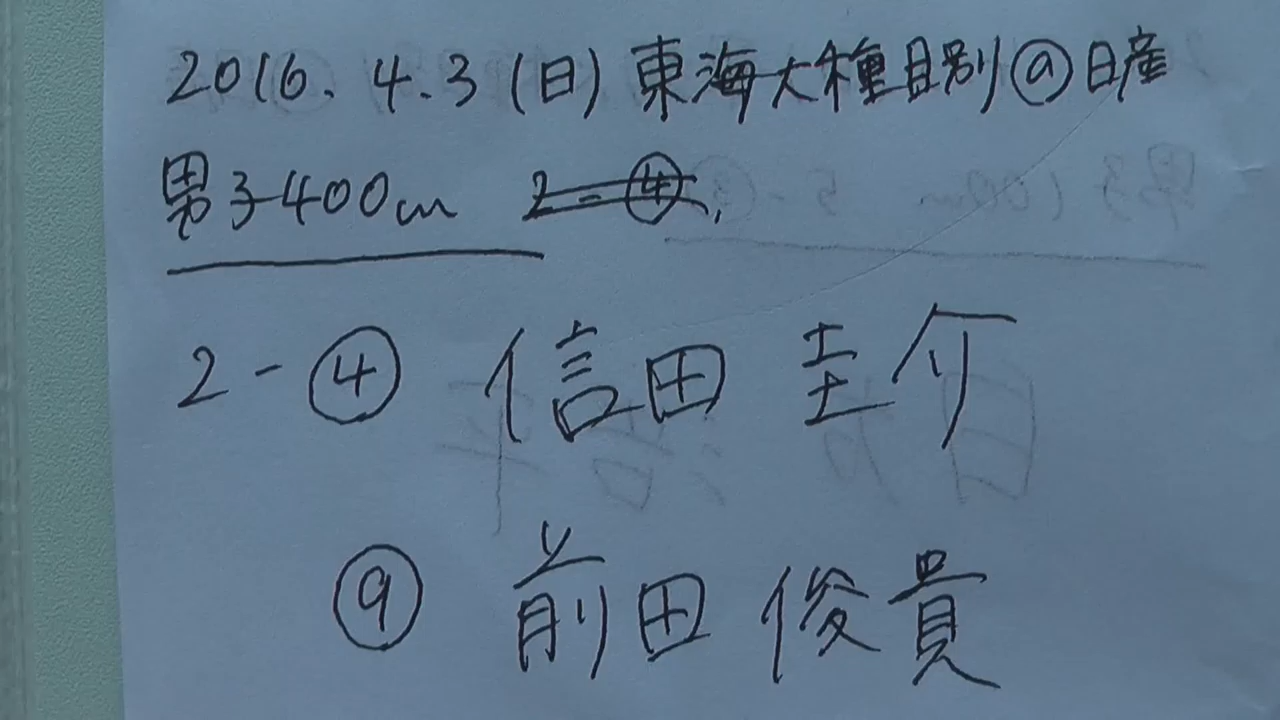 2016.4.3(日)東海大種目別@日産
男子400m 2-④
2-④ 信田 圭介
⑨ 前田 俊貴